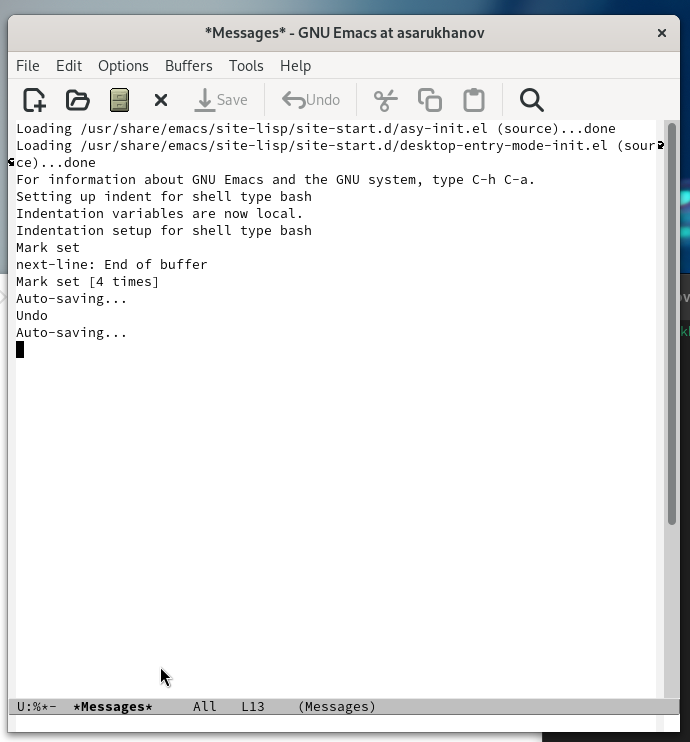 *Messages* - GNU Emacs at asarukhanov
File Edit Options Buffers Tools Help
Save Undo
Loading /usr/share/emacs/site-lisp/site-start.d/asy-init.el (source)...done
Loading /usr/share/emacs/site-lisp/site-start.d/desktop-entry-mode-init.el (sour
ce)...done
For information about GNU Emacs and the GNU system, type C-h C-a.
Setting up indent for shell type bash
Indentation variables are now local.
Indentation setup for shell type bash
Mark set
next-line: End of buffer
Mark set [4 times]
Auto-saving...
Undo
Auto-saving...
U:%*- *Messages* All L13 (Messages)